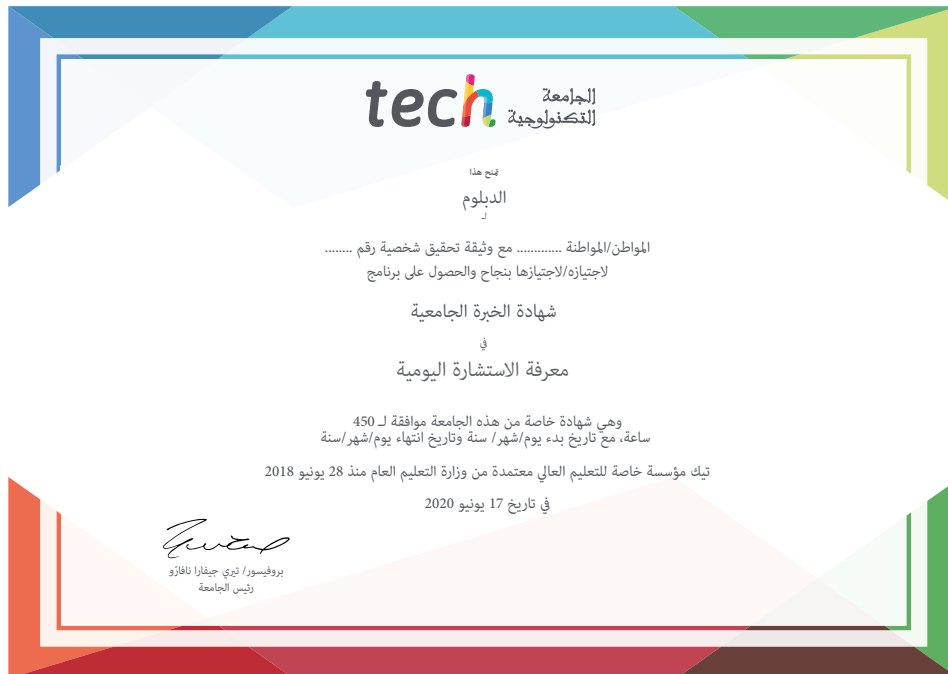 tech الجامعة
التكنولوجية
تمنح هذا
الدبلوم
لـ
المواطن/المواطنة ............. مع وثيقة تحقيق شخصية رقم ........
لاجتيازه/لاجتيازها بنجاح والحصول على برنامج
شهادة الخبرة الجامعية
في
معرفة الاستشارة اليومية
وهي شهادة خاصة من هذه الجامعة موافقة لـ 450
ساعة، مع تاريخ بدء يوم/شهر/ سنة وتاريخ انتهاء يوم/شهر/سنة
تيك مؤسسة خاصة للتعليم العالي معتمدة من وزارة التعليم العام منذ 28 يونيو 2018
في تاريخ 17 يونيو 2020
بروفيسور/ تيري جيفارا نافارّو
رئيس الجامعة